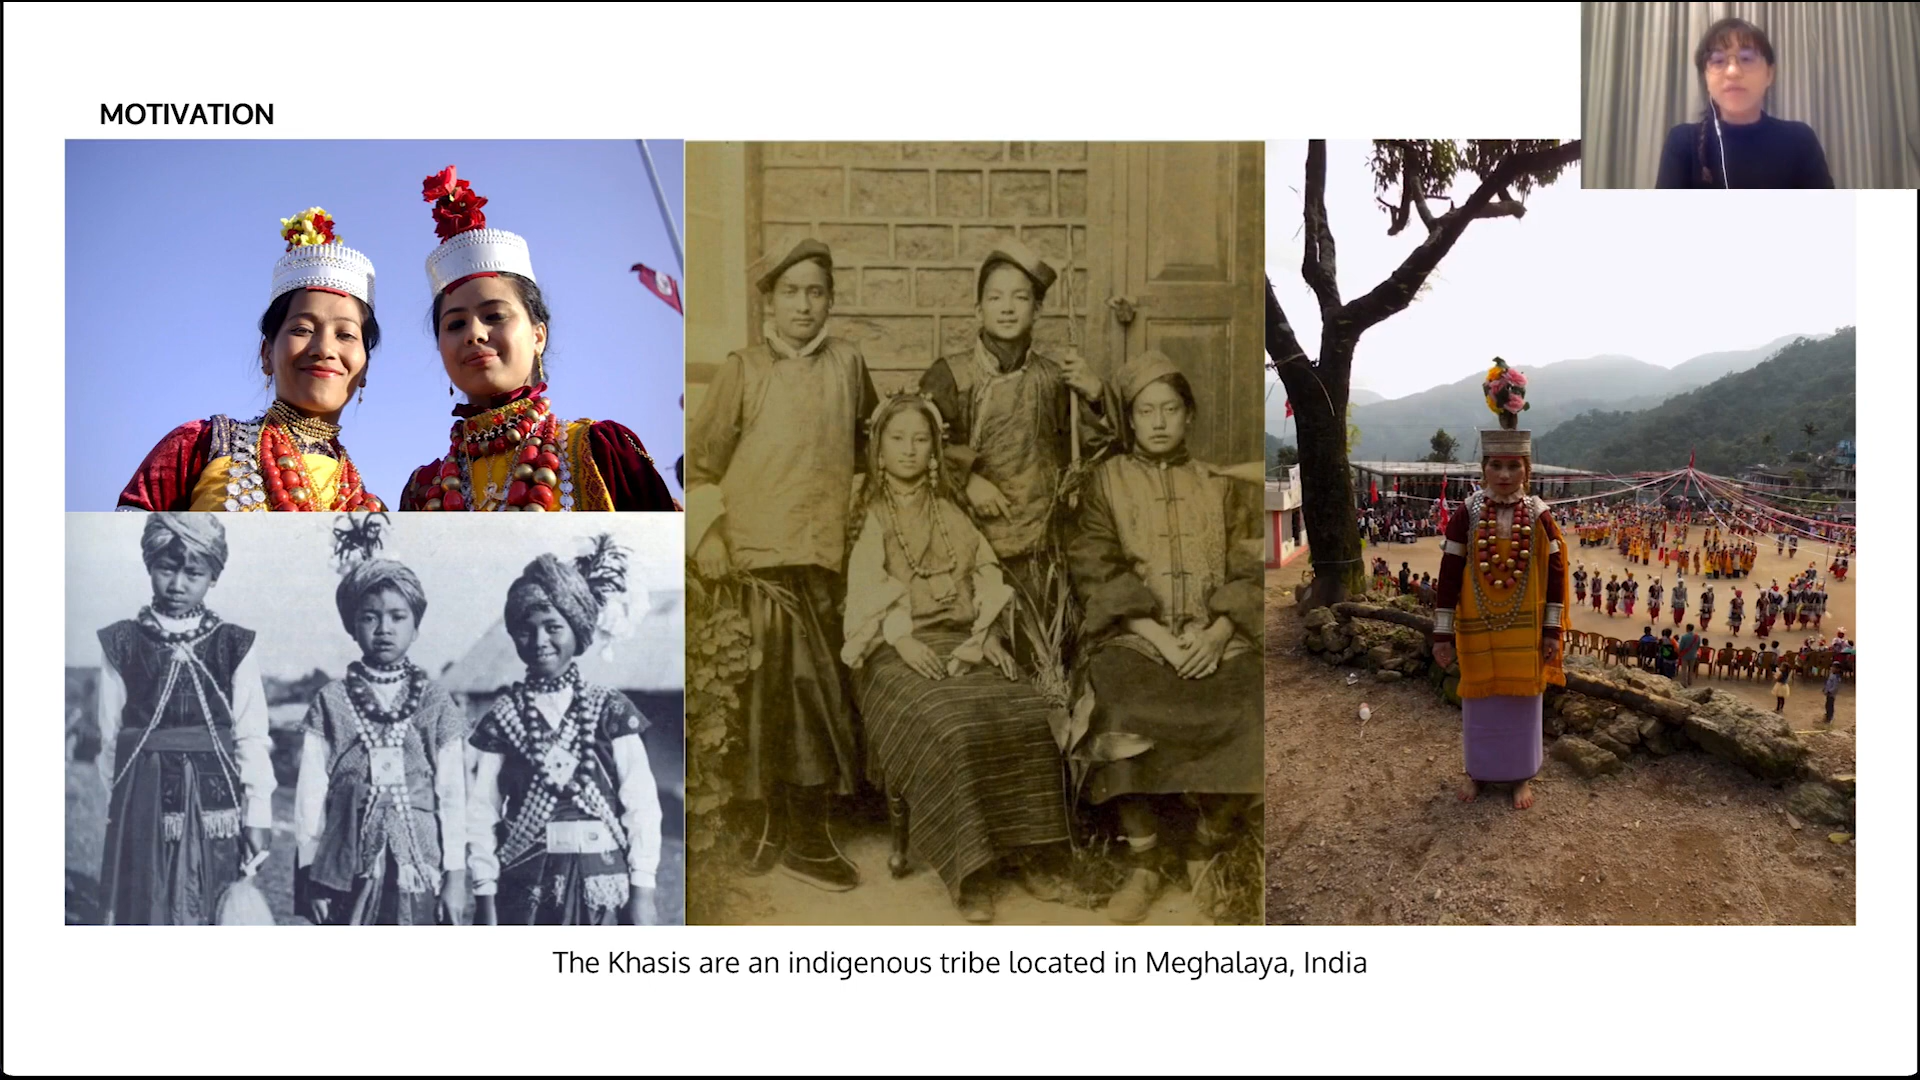 MOTIVATION
The Khasis are an indigenous tribe located in Meghalaya, India